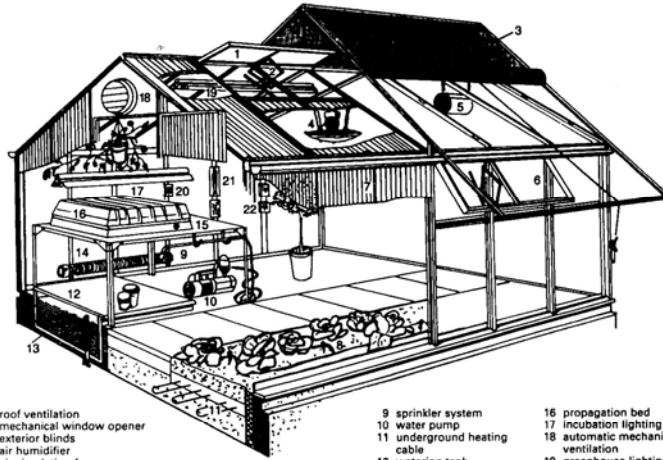 1
2
3
5
18
19
6
17
20
21
7
22
16
15
14
9
12
10
13
8
11
roof ventilation
mechanical window opener
exterior blinds
air humidifier
9 sprinkler system
10 water pump
11 underground heating
cable
16 propagation bed
17 incubation lighting
18 automatic mechani
ventilation